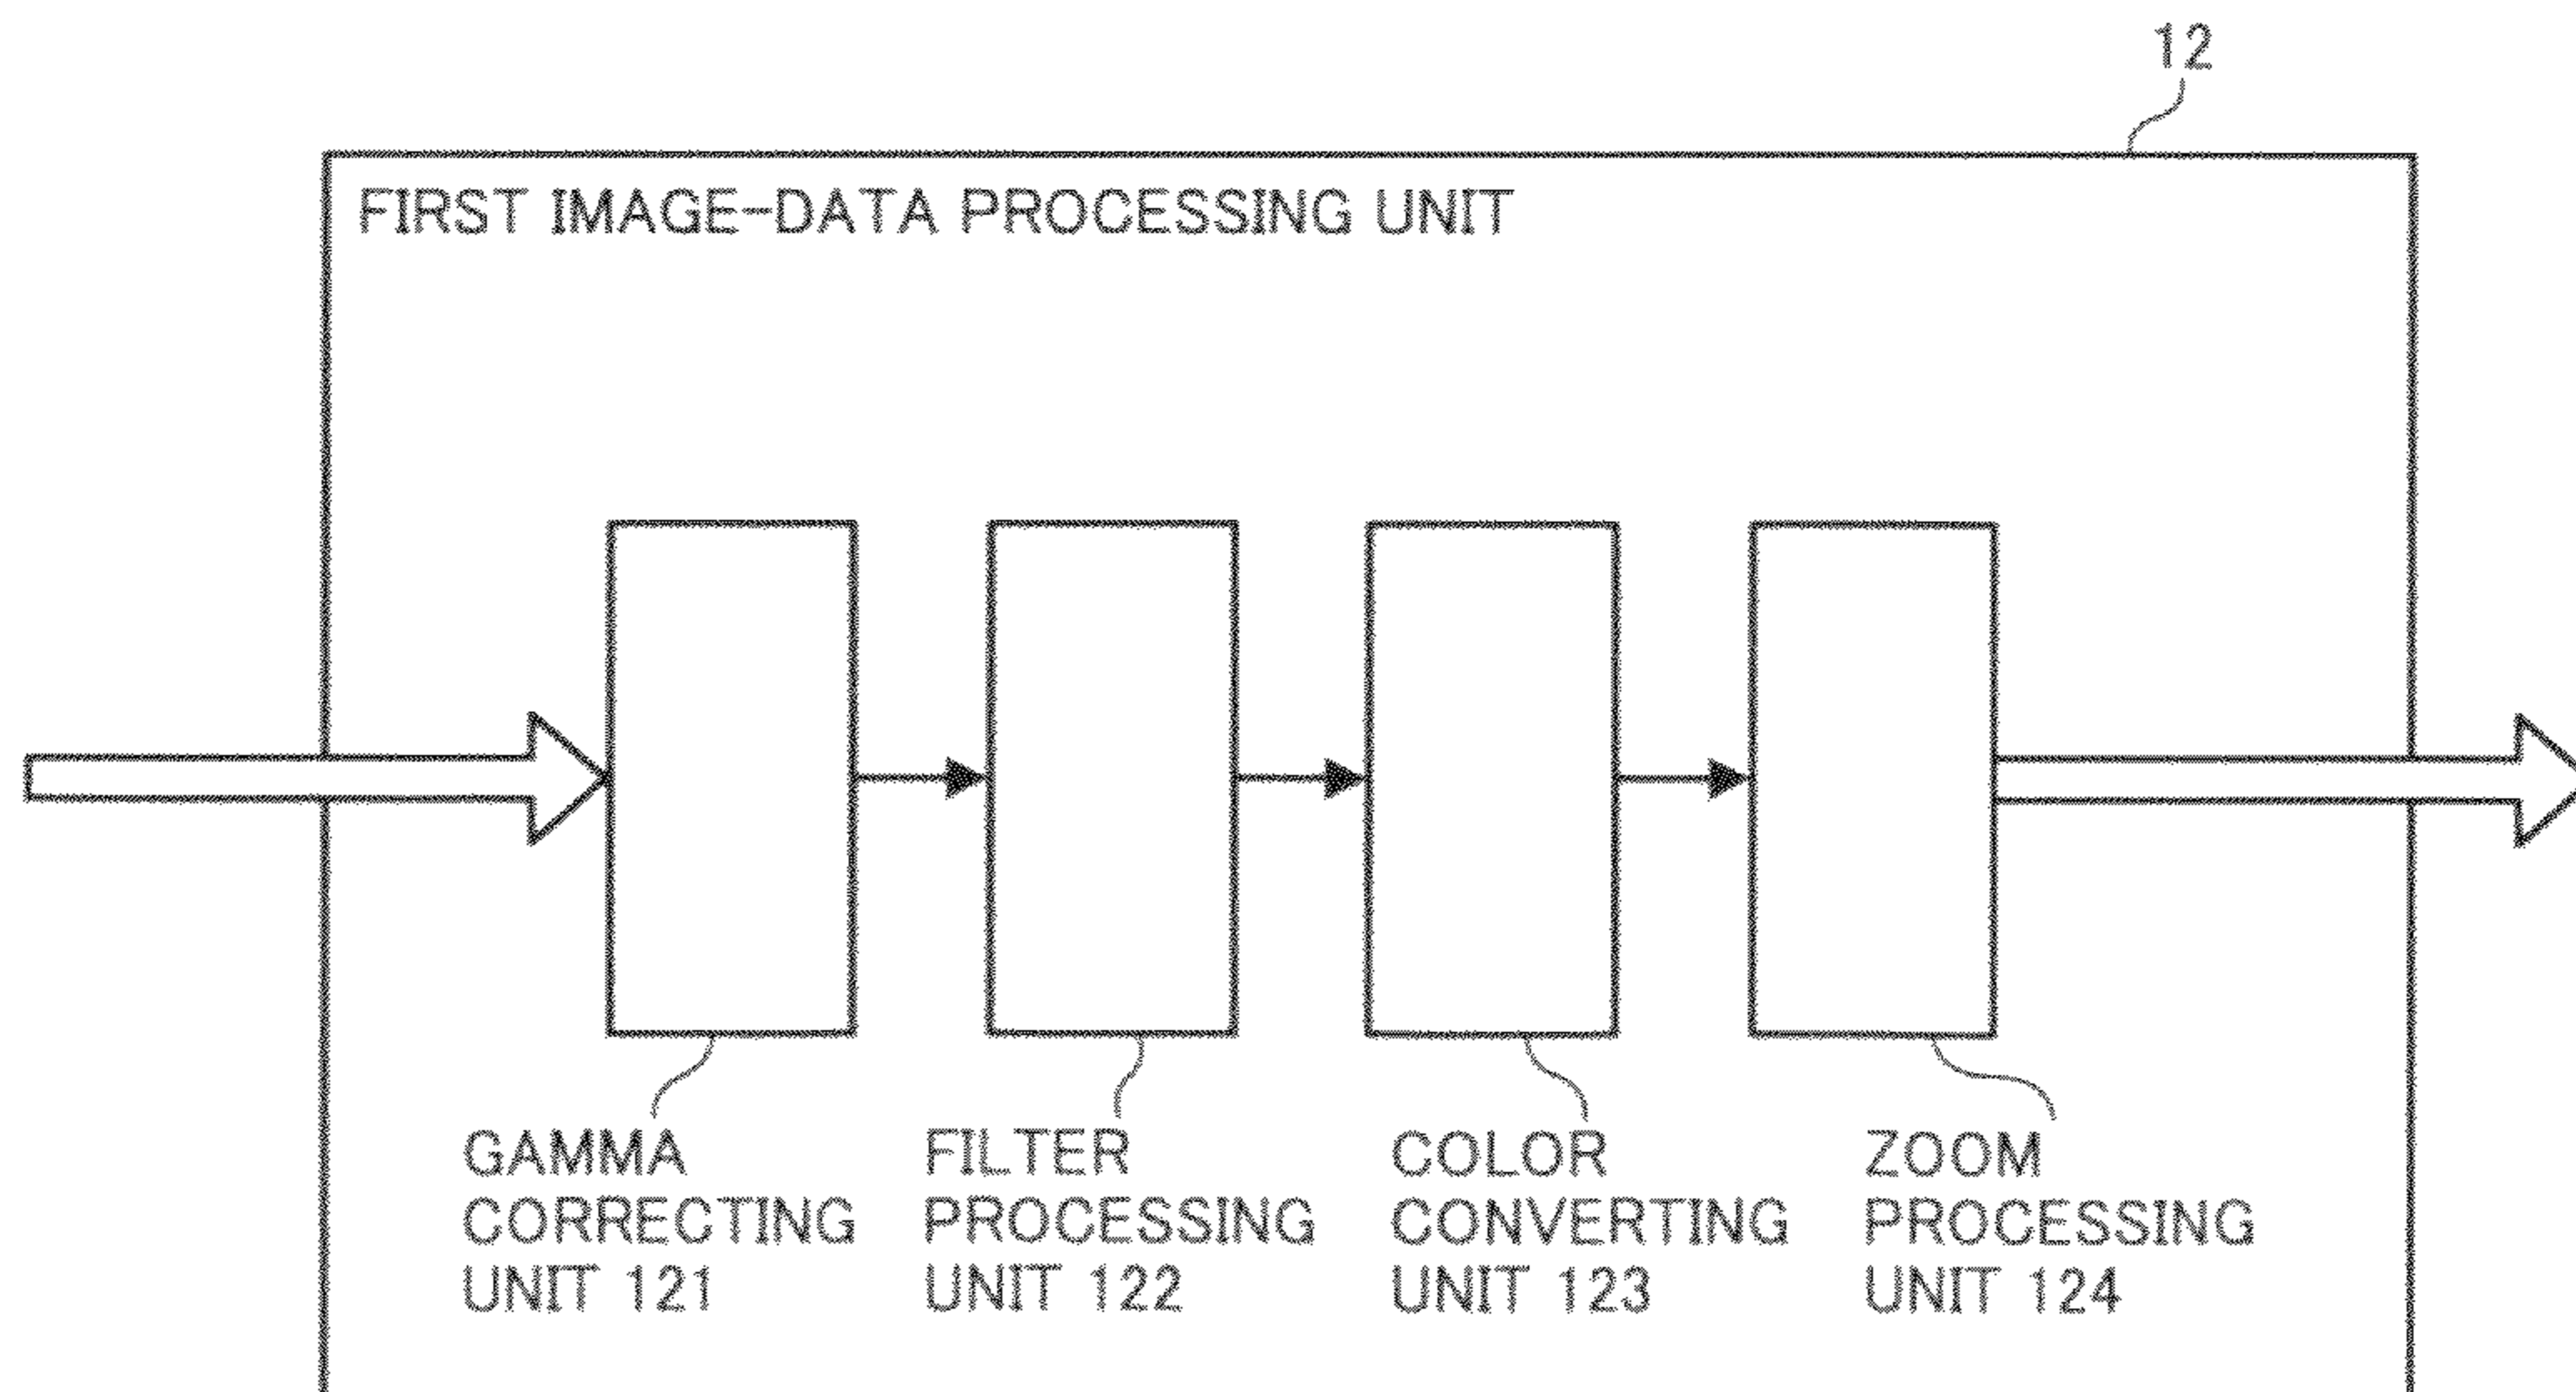 12
FIRST IMAGE-DATA PROCESSING UNIT
GAMMA
CORRECTING
UNIT 121
FILTER
PROCESSING
UNIT 122
COLOR
CONVERTING
UNIT 123
ZOOM
PROCESSING
UNIT 124